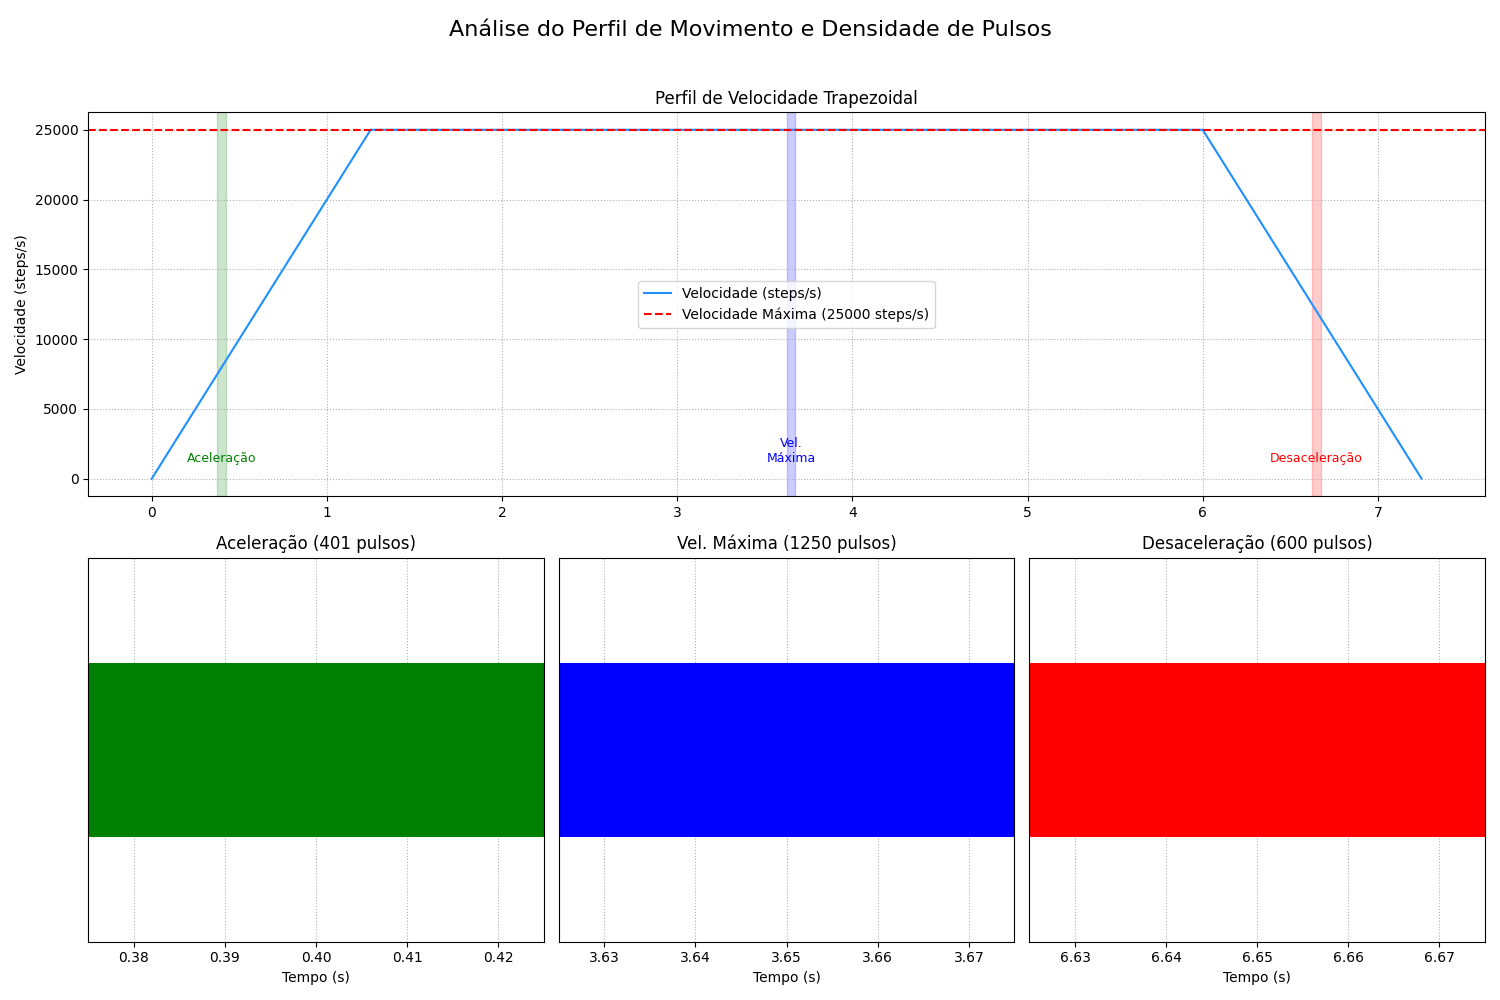 Análise do Perfil de Movimento e Densidade de Pulsos
Perfil de Velocidade Trapezoidal
Velocidade (steps/s)
25000
20000
15000
10000
5000
0
Velocidade (steps/s)
Velocidade Máxima (25000 steps/s)
Aceleração
Vel.
Máxima
Desaceleração
0 1 2 3 4 5 6 7
Aceleração (401 pulsos)
0.38 0.39 0.40 0.41 0.42
Tempo (s)
Vel. Máxima (1250 pulsos)
3.63 3.64 3.65 3.66 3.67
Tempo (s)
Desaceleração (600 pulsos)
6.63 6.64 6.65 6.66 6.67
Tempo (s)